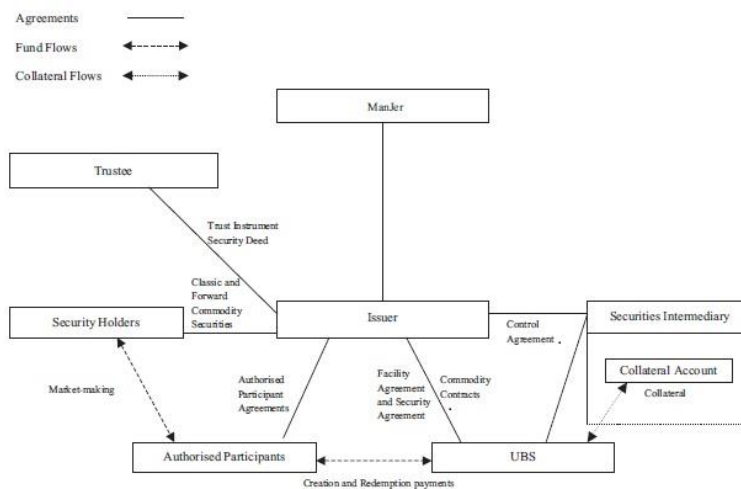 Agreements
Fund Flows
Collateral Flows
ManJer
Trustee
Trust Instrument
Security Deed
Classic and
Forward
Commodity
Securities
Security Holders
Issuer
Securities Intermediary
Control
Agreement
Collateral Account
Collateral
Market-making
Authorised
Participant
Agreements
Facility
Agreement
and Security
Agreement
Commodity
Contracts
Authorised Participants
UBS
Creation and Redemption payments